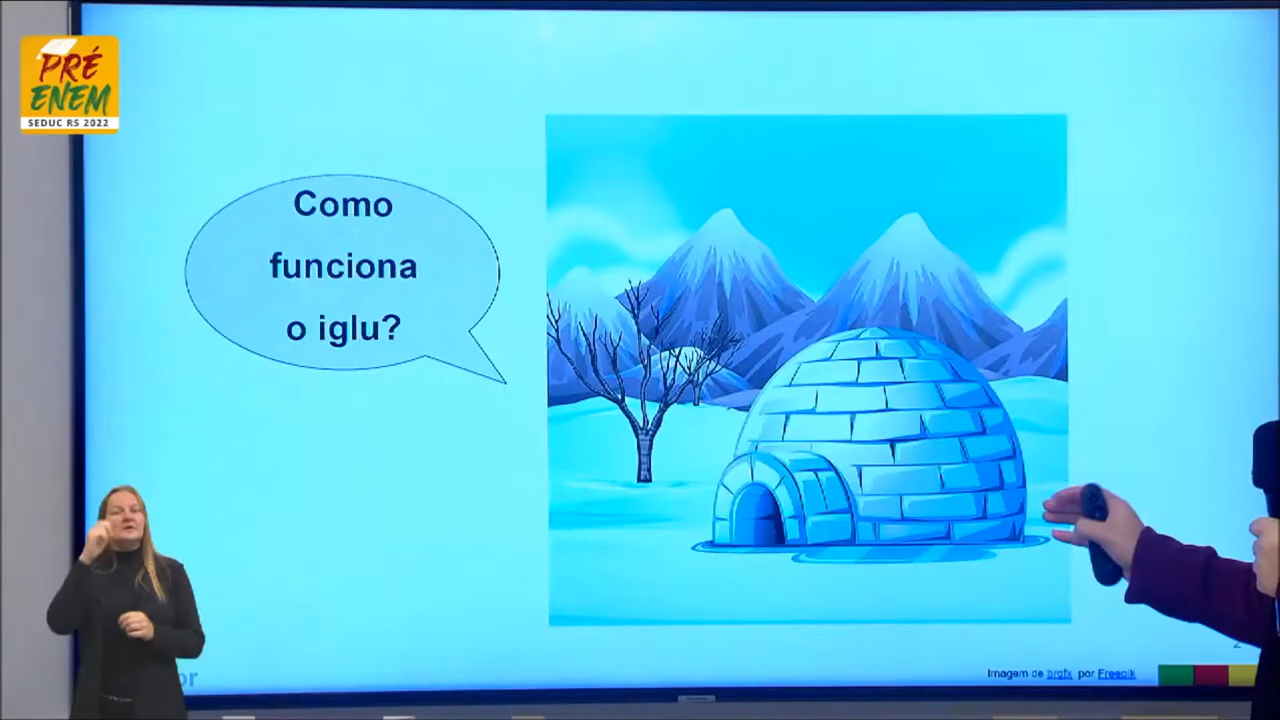 PRÉ
ENEM
SEDUC RS 2022
Como
funciona
o iglu?
Imagem de brgfx por Freepik